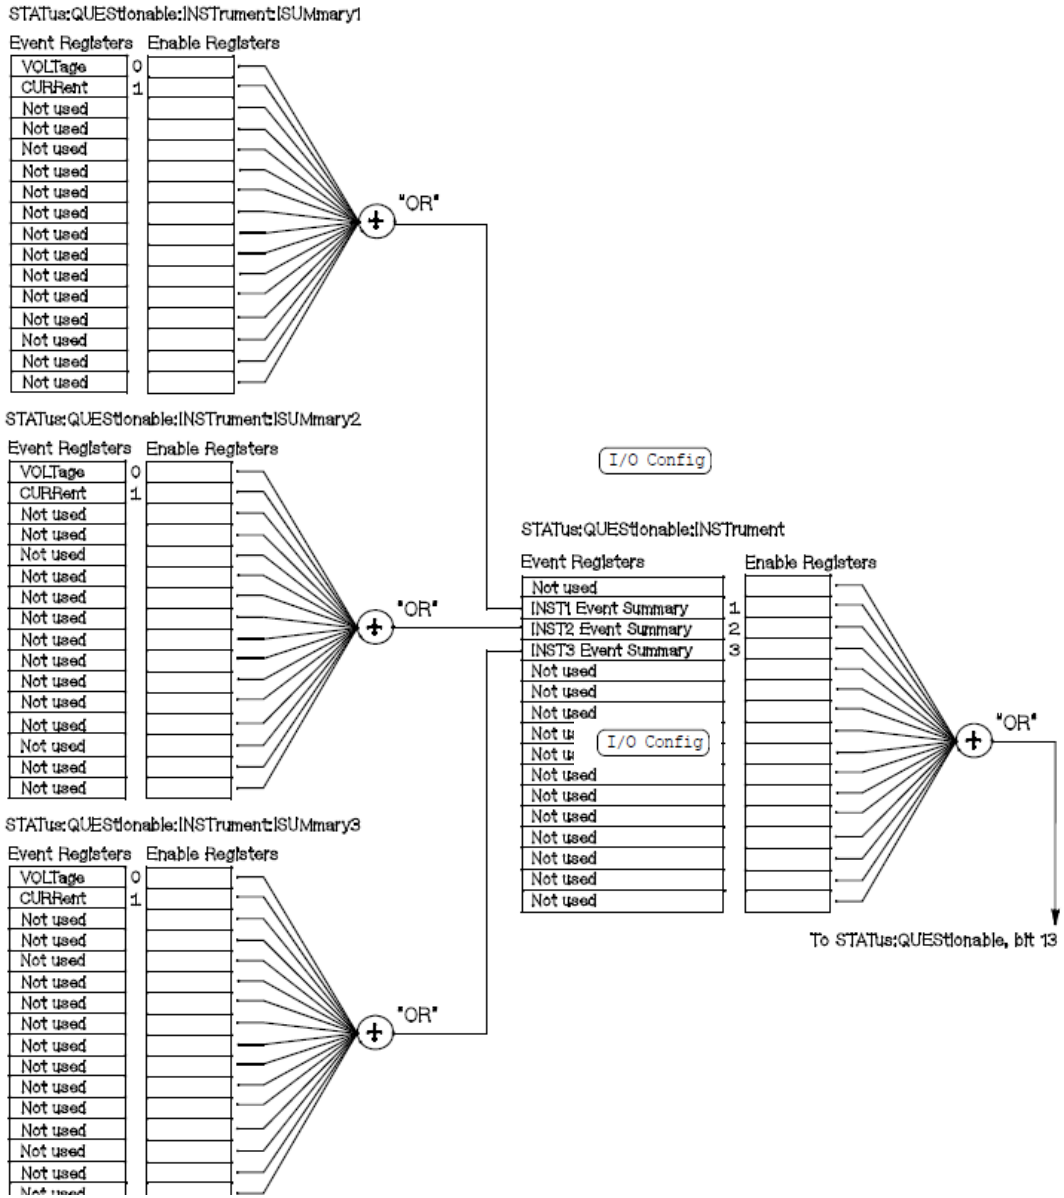 STATus:QUEStionable:INSTrument:ISUMmary1
Event Registers Enable Registers
VOLTage 0
CURRent 1
Not used
Not used
Not used
Not used
Not used
Not used
Not used
Not used
Not used
Not used
Not used
Not used
Not used
Not used
"OR"
STATus:QUEStionable:INSTrument:ISUMmary2
Event Registers Enable Registers
VOLTage 0
CURRent 1
Not used
Not used
Not used
Not used
Not used
Not used
Not used
Not used
Not used
Not used
Not used
Not used
Not used
Not used
"OR"
STATus:QUEStionable:INSTrument:ISUMmary3
Event Registers Enable Registers
VOLTage 0
CURRent 1
Not used
Not used
Not used
Not used
Not used
Not used
Not used
Not used
Not used
Not used
Not used
Not used
Not used
Not used
"OR"
I/O Config
STATus:QUEStionable:INSTrument
Event Registers Enable Registers
Not used
INST1 Event Summary 1
INST2 Event Summary 2
INST3 Event Summary 3
Not used
Not used
Not used
Not
I/O Config
Not
Not used
Not used
Not used
Not used
Not used
Not used
Not used
"OR"
To STATus:QUEStionable, bit 13